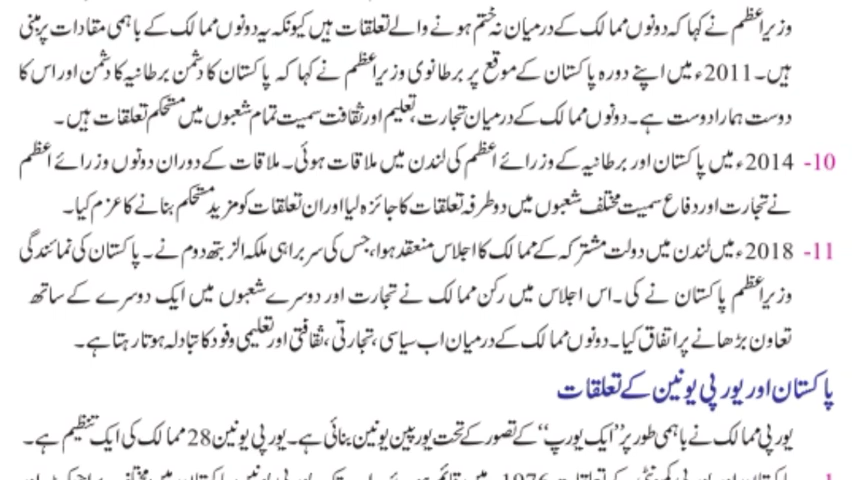 وزیراعظم نے کہا کہ دونوں ممالک کے درمیان نہ ختم ہونے والے تعلقات ہیں کیونکہ یہ دونوں ممالک کے باہمی مفادات پر مبنی
ہیں۔ 2011ء میں اپنے دورہ پاکستان کے موقع پر برطانوی وزیراعظم نے کہا کہ پاکستان کا دشمن برطانیہ کا دشمن اور اس کا
دوست ہمارا دوست ہے۔ دونوں ممالک کے درمیان تجارت، تعلیم اور ثقافت سمیت تمام شعبوں میں مستحکم تعلقات ہیں۔
10- 2014ء میں پاکستان اور برطانیہ کے وزرائے اعظم کی لندن میں ملاقات ہوئی۔ ملاقات کے دوران دونوں وزرائے اعظم
نے تجارت اور دفاع سمیت مختلف شعبوں میں دو طرفہ تعلقات کا جائزہ لیا اور ان تعلقات کو مزید مستحکم بنانے کا عزم کیا۔
11- 2018ء میں لندن میں دولت مشترکہ کے ممالک کا اجلاس منعقد ہوا، جس کی سربراہی ملکہ الزبتھ دوم نے۔ پاکستان کی نمائندگی
وزیراعظم پاکستان نے کی۔ اس اجلاس میں رکن ممالک نے تجارت اور دوسرے شعبوں میں ایک دوسرے کے ساتھ
تعاون بڑھانے پر اتفاق کیا۔ دونوں ممالک کے درمیان اب سیاسی، تجارتی، ثقافتی اور تعلیمی وفود کا تبادلہ ہوتا رہتا ہے۔
پاکستان اور یورپی یونین کے تعلقات
یورپی ممالک نے باہمی طور پر "ایک یورپ" کے تصور کے تحت یورپین یونین بنائی ہے۔ یورپی یونین 28 ممالک کی ایک تنظیم ہے۔